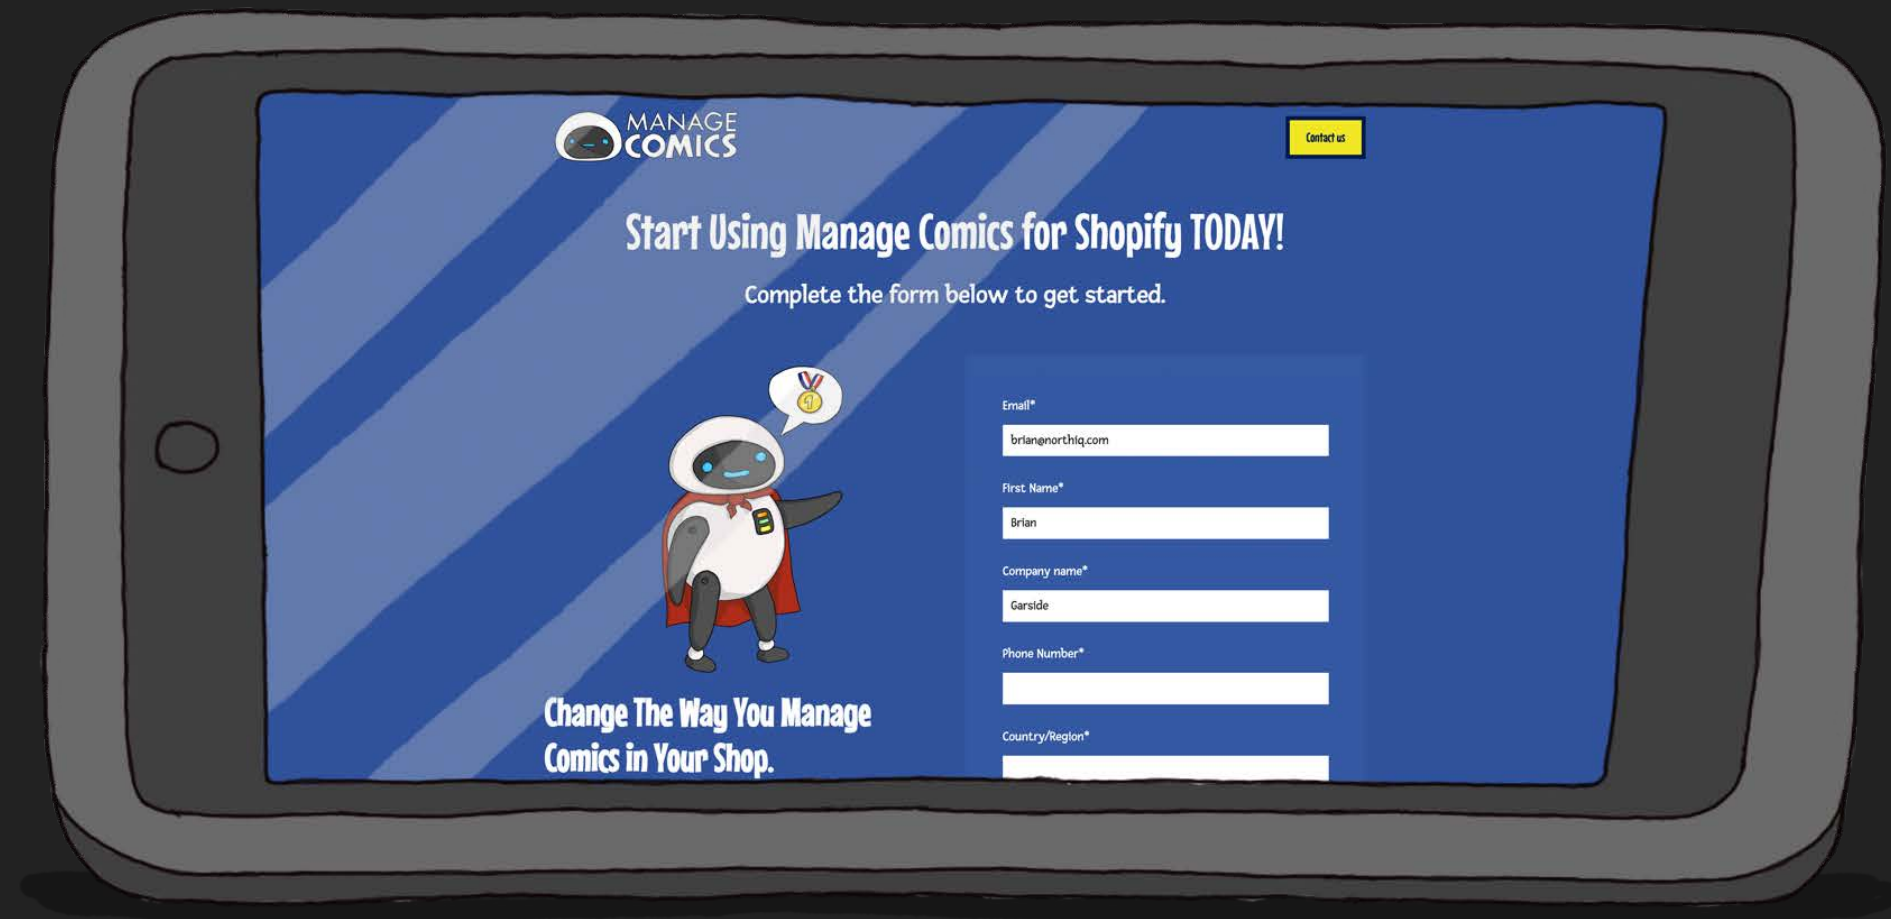 MANAGE
COMICS
Contact us
Start Using Manage Comics for Shopify TODAY!
Complete the form below to get started.
1
Email*
brian@northiq.com
First Name*
Brian
Company name*
Garside
Phone Number*
Country/Region*
Change The Way You Manage
Comics in Your Shop.